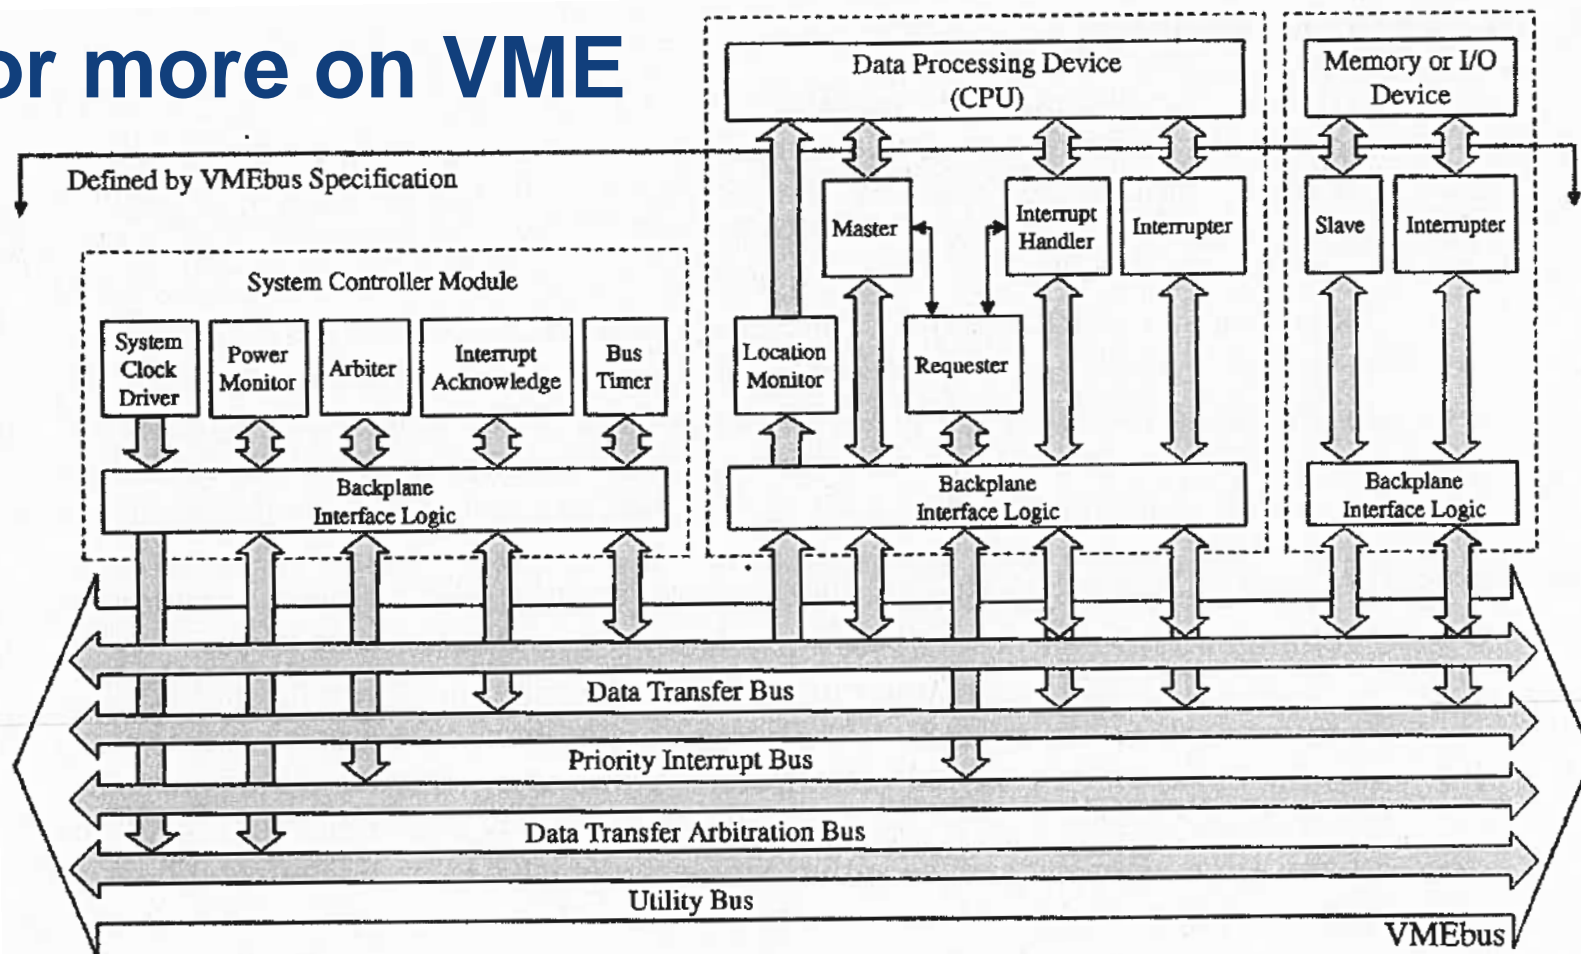 or more on VME
Data Processing Device
(CPU)
Memory or I/O
Device
Defined by VMEbus Specification
Master
Interrupt
Handler
Interrupter
Slave
Interrupter
System Controller Module
System
Clock
Driver
Power
Monitor
Arbiter
Interrupt
Acknowledge
Bus
Timer
Location
Monitor
Requester
Backplane
Interface Logic
Backplane
Interface Logic
Backplane
Interface Logic
Data Transfer Bus
Priority Interrupt Bus
Data Transfer Arbitration Bus
Utility Bus
VMEbus